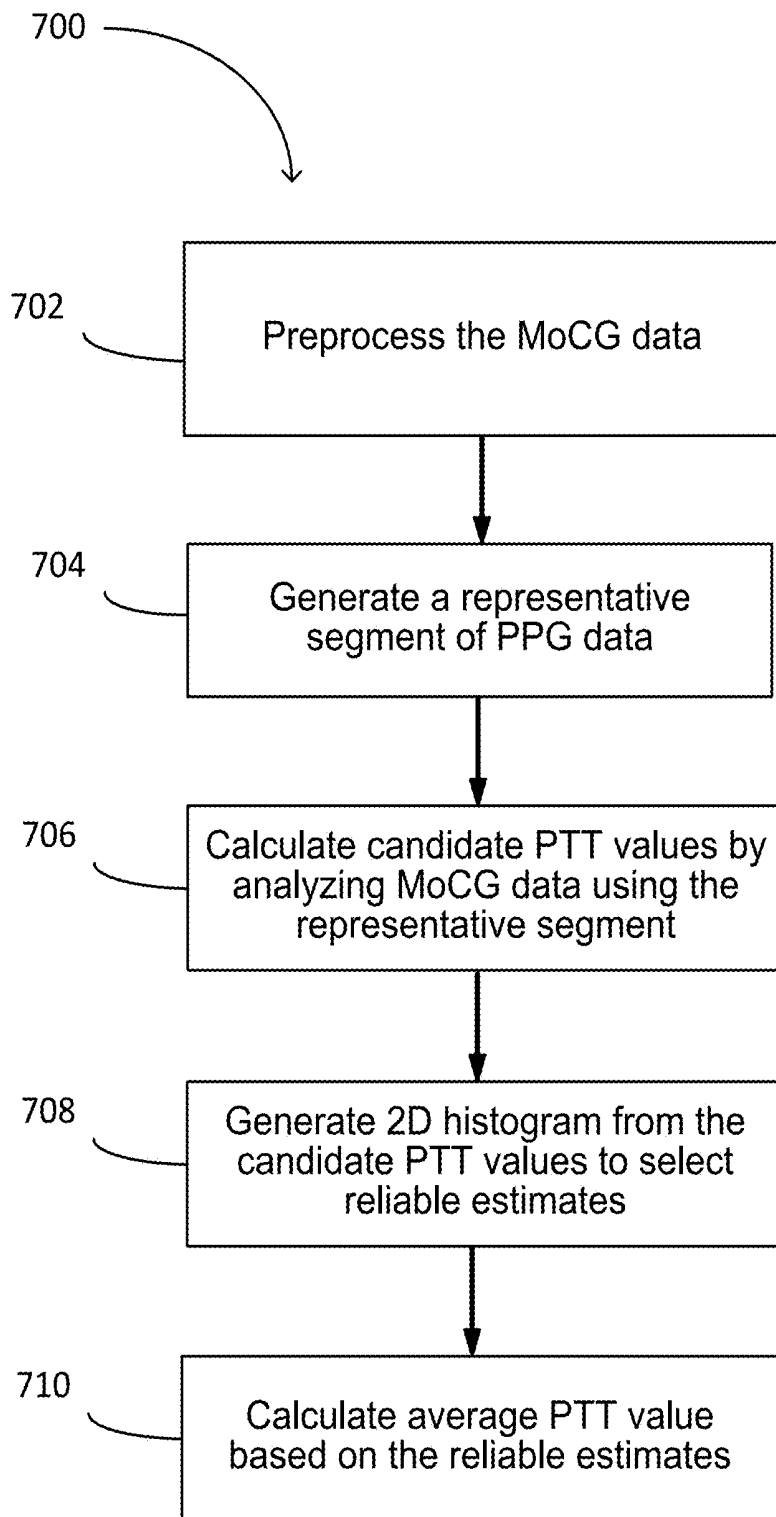 700
702
Preprocess the MoCG data
704
Generate a representative
segment of PPG data
706
Calculate candidate PTT values by
analyzing MoCG data using the
representative segment
708
Generate 2D histogram from the
candidate PTT values to select
reliable estimates
710
Calculate average PTT value
based on the reliable estimates